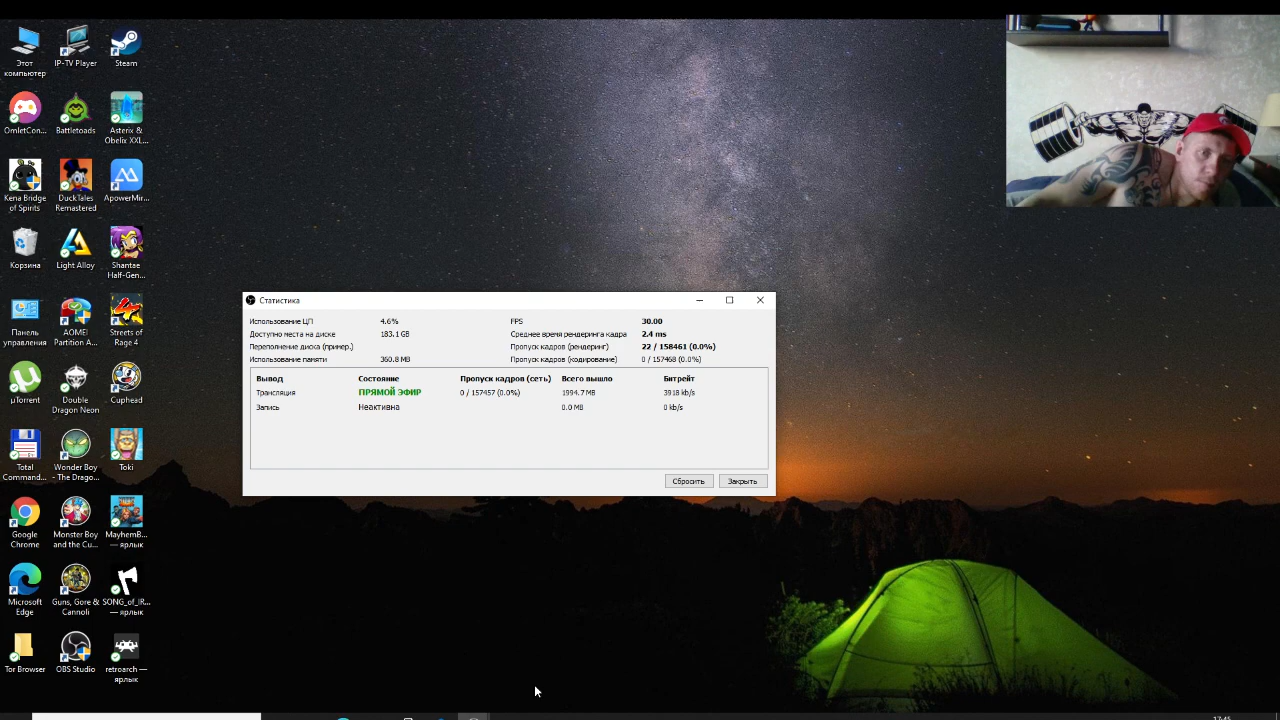 Этот
компьютер
IP-TV Player
Steam
OmletCon...
Battletoads
Asterix &
Obelix XXL...
Kena Bridge
of Spirits
DuckTales
Remastered
ApowerMir...
Корзина
Light Alloy
Shantae
Half-Gen...
Панель
управления
AOMEI
Partition A...
Streets of
Rage 4
µTorrent
Double
Dragon Neon
Cuphead
Total
Command...
Wonder Boy
- The Drago...
Toki
Google
Chrome
Monster Boy
and the Cu...
MayhemB...
— ярлык
Microsoft
Edge
Guns, Gore &
Cannoli
SONG_of_IR...
— ярлык
Tor Browser
OBS Studio
retroarch —
ярлык
Статистика
Использование ЦП 4.6% FPS 30.00
Доступно места на диске 183.1 GB Среднее время рендеринга кадра 2.4 ms
Переполнение диска (пример.) Пропуск кадров (рендеринг) 22 / 158461 (0.0%)
Использование памяти 360.8 MB Пропуск кадров (кодирование) 0 / 157468 (0.0%)
Вывод Состояние Пропуск кадров (сеть) Всего вышло Битрейт
Трансляция ПРЯМОЙ ЭФИР 0 / 157457 (0.0%) 1994.7 MB 3918 kb/s
Запись Неактивна 0.0 MB 0 kb/s
Сбросить Закрыть
17:45